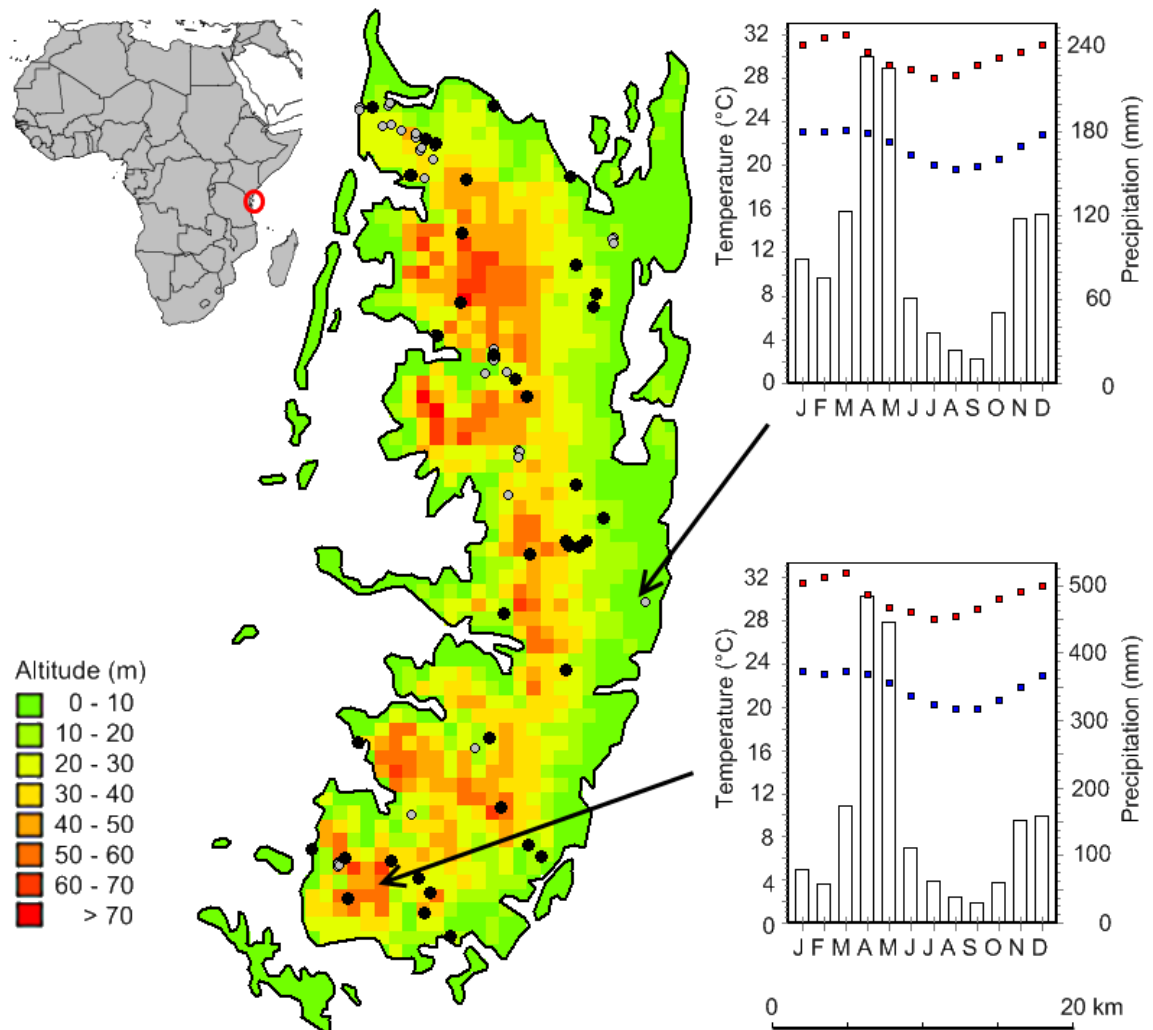 32
28
24
20
16
12
8
4
0
Temperature (°C)
240
180
120
60
0
Precipitation (mm)
J F M A M J J A S O N D
32
28
24
20
16
12
8
4
0
Temperature (°C)
500
400
300
200
100
0
Precipitation (mm)
J F M A M J J A S O N D
Altitude (m)
0 - 10
10 - 20
20 - 30
30 - 40
40 - 50
50 - 60
60 - 70
> 70
0 20 km